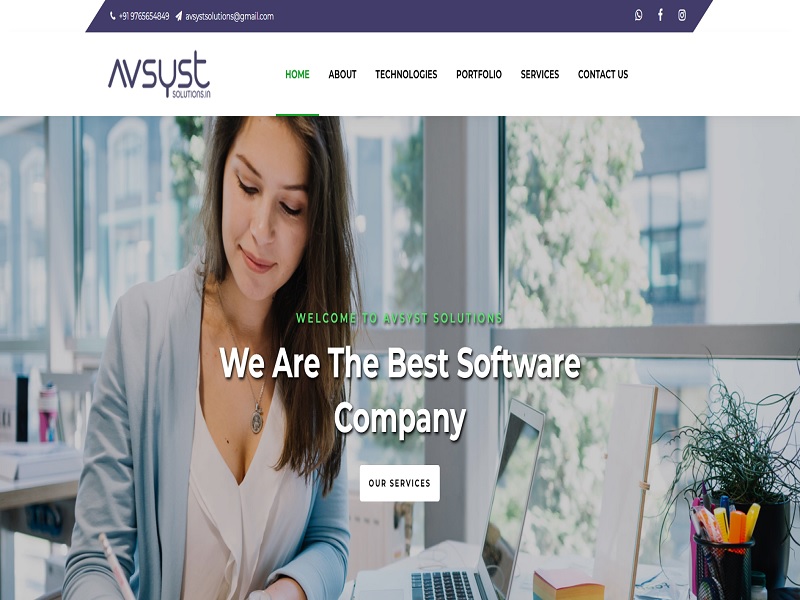 +91 9765654849 avsystsolutions@gmail.com
AVSYST
SOLUTIONS.IN
HOME ABOUT TECHNOLOGIES PORTFOLIO SERVICES CONTACT US
WELCOME TO AVSYST SOLUTIONS
We Are The Best Software
Company
OUR SERVICES